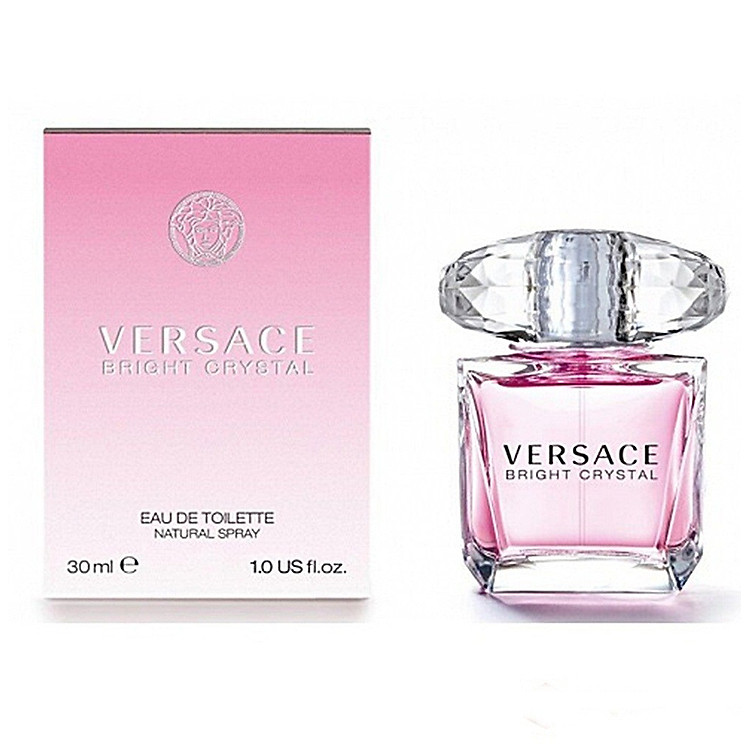 VERSACE
BRIGHT CRYSTAL
EAU DE TOILETTE
NATURAL SPRAY
30 ml ℮ 1.0 US fl.oz.
VERSACE
BRIGHT CRYSTAL